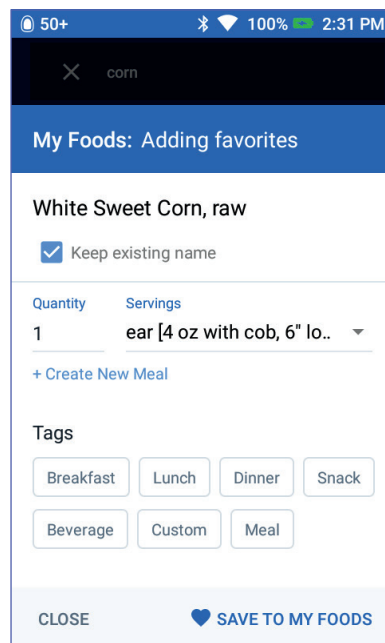 50+ 100% 2:31 PM
corn
My Foods: Adding favorites
White Sweet Corn, raw
Keep existing name
Quantity Servings
1 ear [4 oz with cob, 6" lo..
+ Create New Meal
Tags
Breakfast Lunch Dinner Snack
Beverage Custom Meal
CLOSE SAVE TO MY FOODS